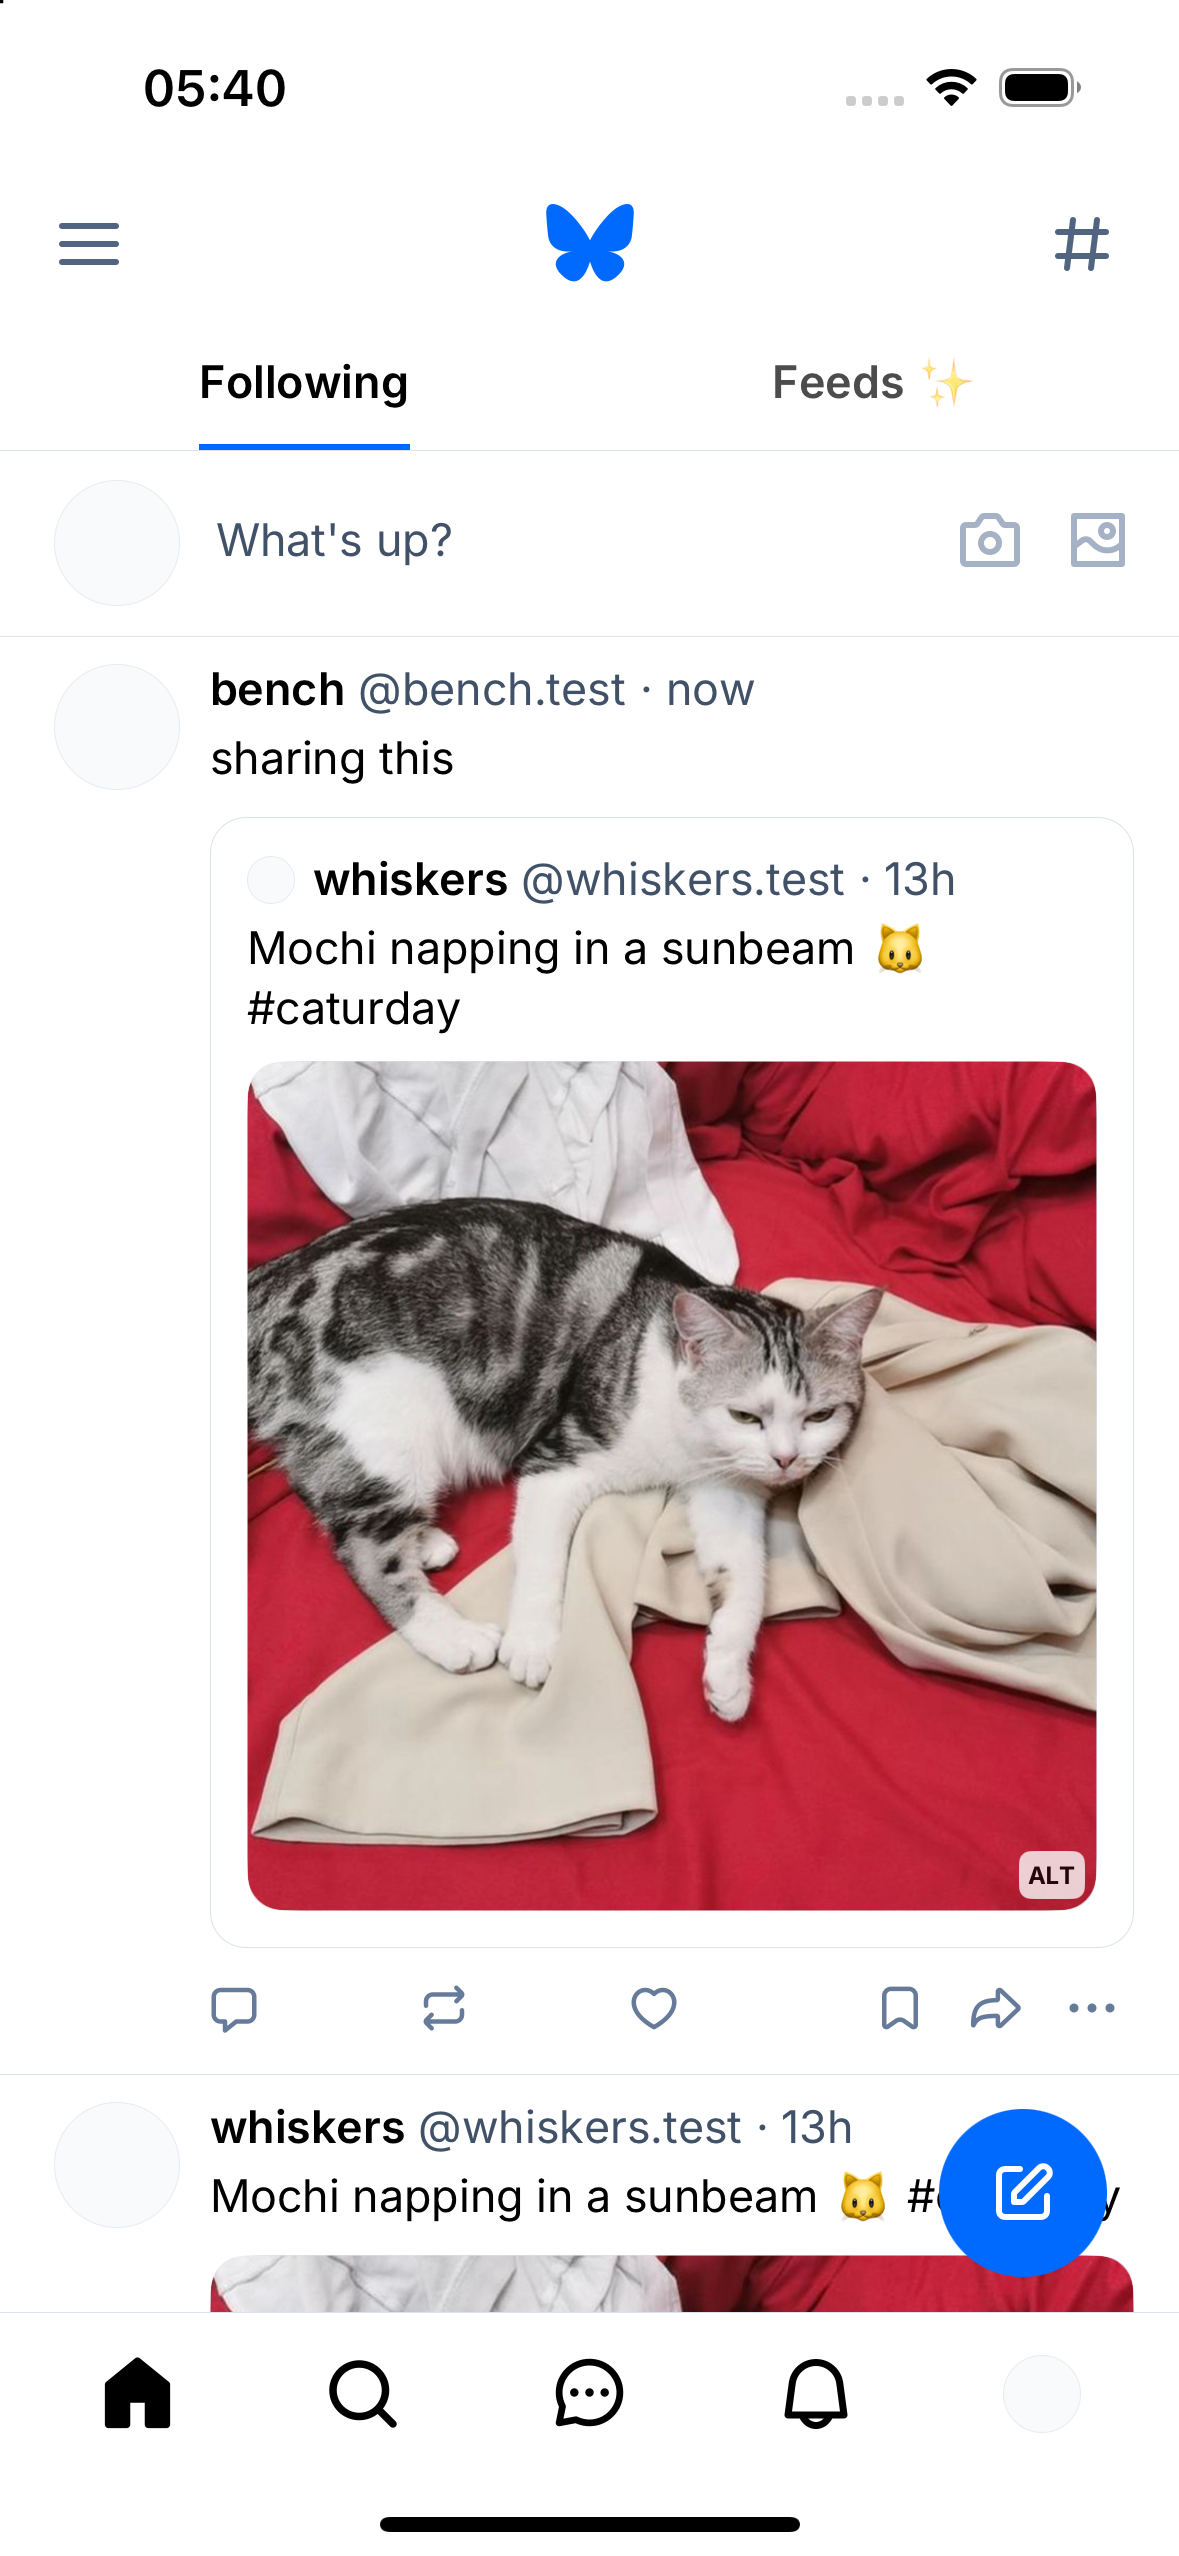 05:40
Following
Feeds ✨
What's up?
bench @bench.test · now
sharing this
whiskers @whiskers.test · 13h
Mochi napping in a sunbeam 🐱
#caturday
ALT
whiskers @whiskers.test · 13h
Mochi napping in a sunbeam 🐱